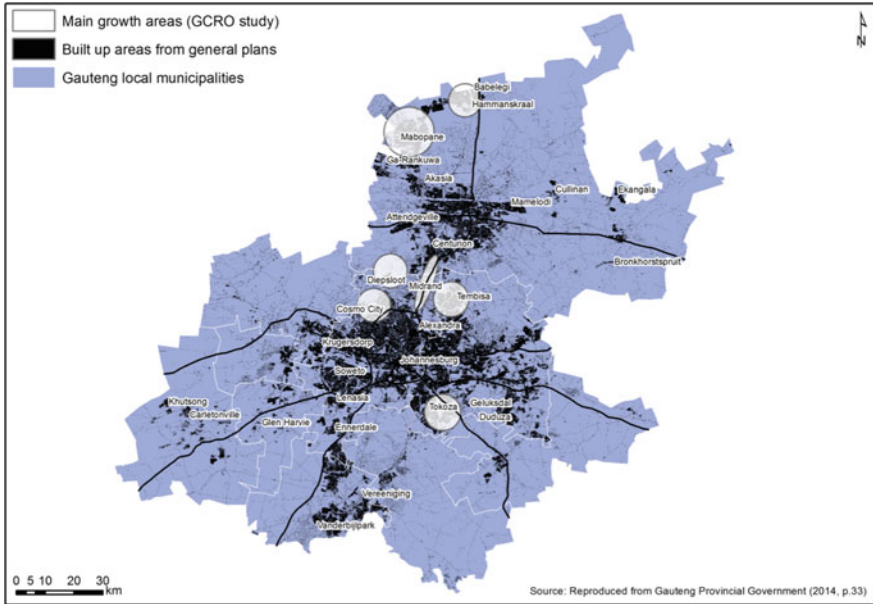 Main growth areas (GCRO study)
Built up areas from general plans
Gauteng local municipalities
N
Babelegi
Hammanskraal
Mabopane
Ga-Rankuwa
Akasia
Cullinan
Ekangala
Mamelodi
Atteridgeville
Centurion
Bronkhorstspruit
Diepsloot
Midrand
Tembisa
Cosmo City
Alexandra
Krugersdorp
Johannesburg
Soweto
Khutsong
Carletonville
Lenasia
Tokoza
Geluksdal
Duduza
Glen Harvie
Ennerdale
Vereeniging
Vanderbijlpark
0 5 10 20 30
km
Source: Reproduced from Gauteng Provincial Government (2014, p.33)